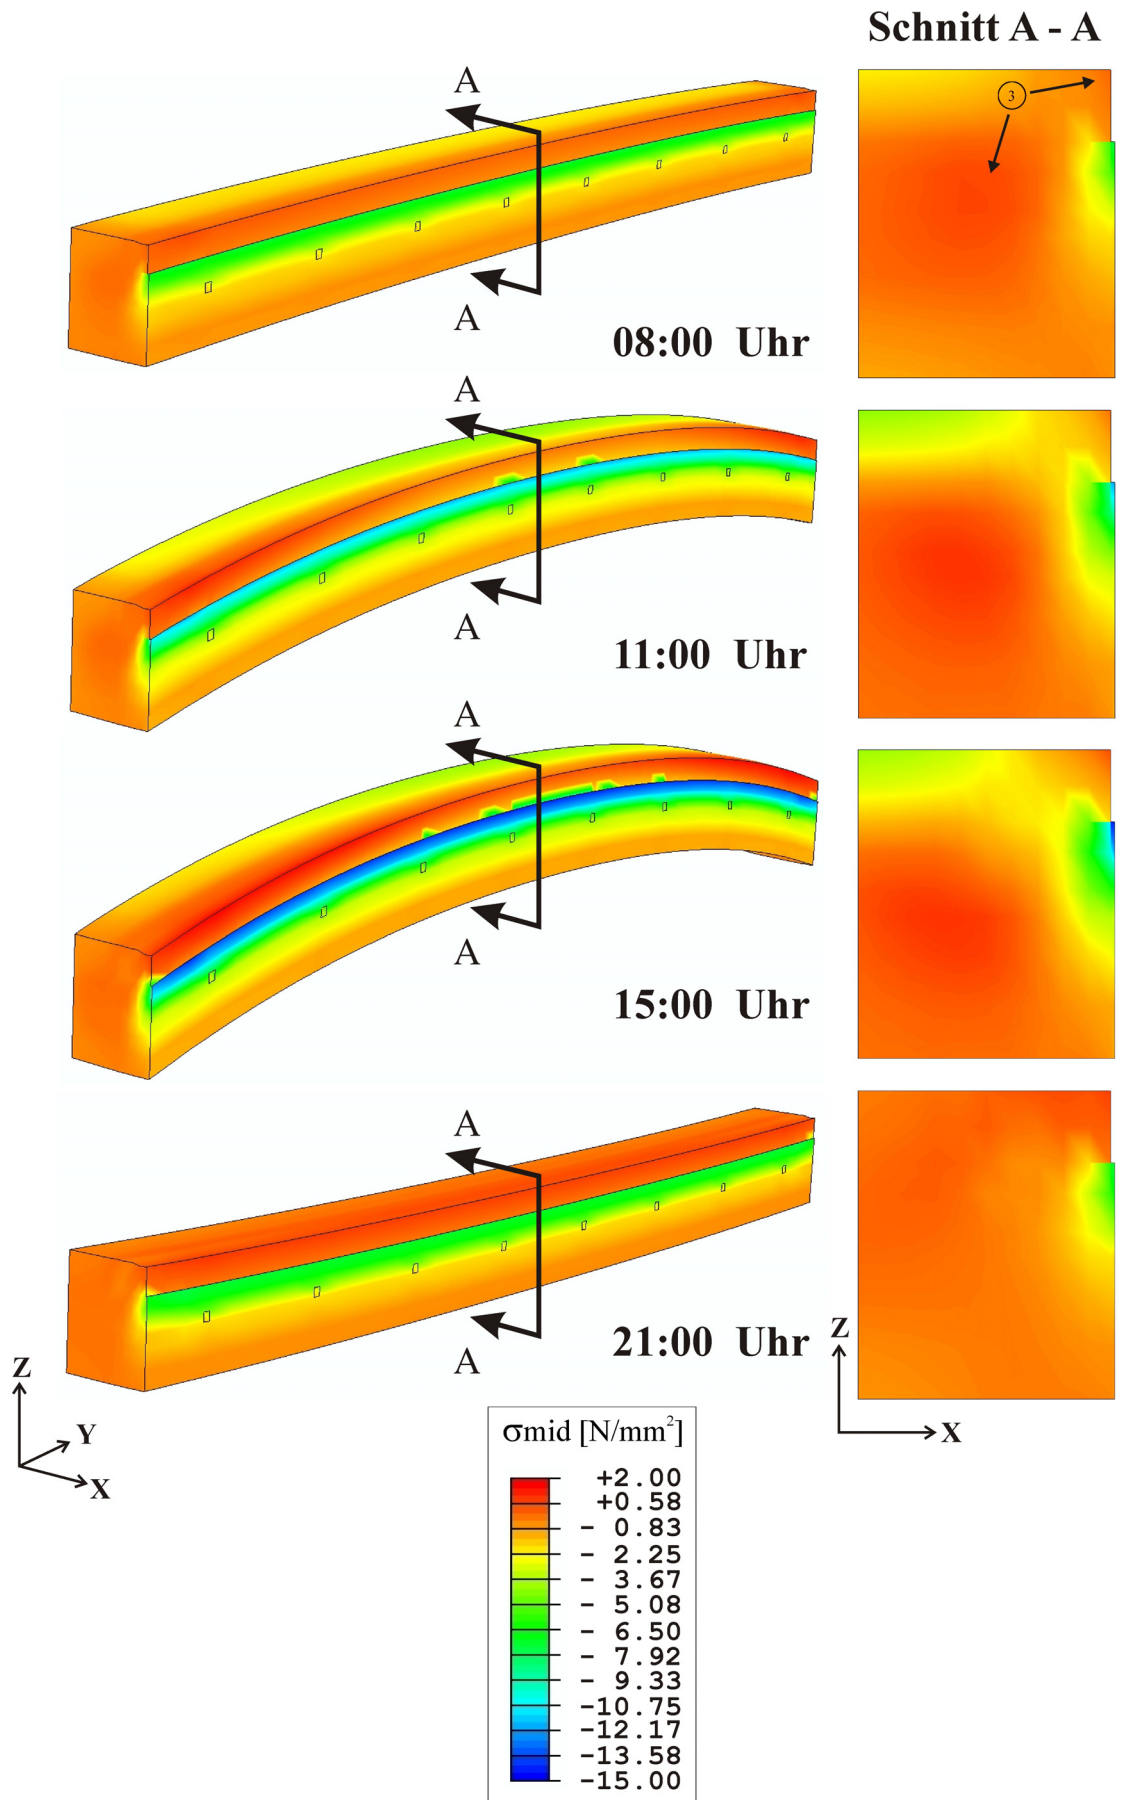 Schnitt A - A
A
3
A
08:00 Uhr
A
A
11:00 Uhr
A
A
15:00 Uhr
A
A
21:00 Uhr
Z
X
Z
Y
X
σmid [N/mm²]
+2.00
+0.58
- 0.83
- 2.25
- 3.67
- 5.08
- 6.50
- 7.92
- 9.33
-10.75
-12.17
-13.58
-15.00